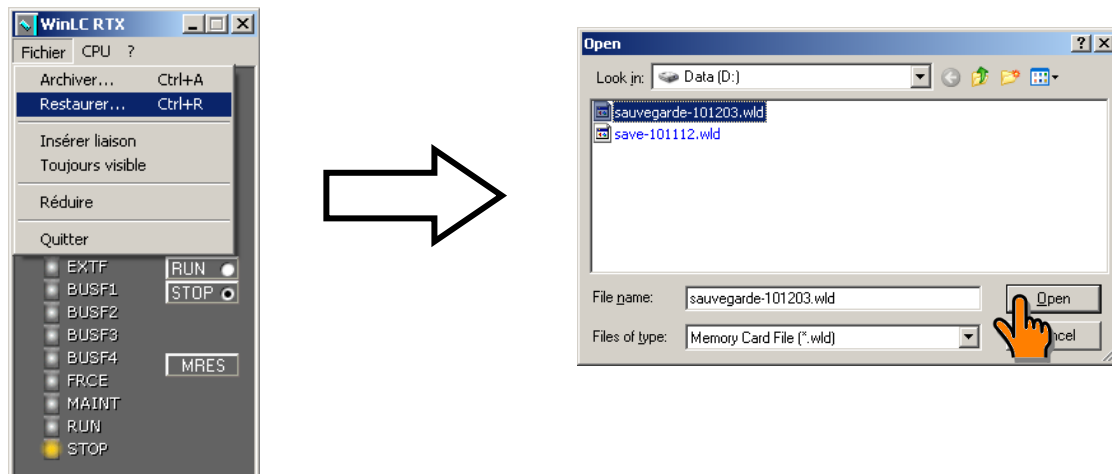 WinLC RTX
Fichier CPU ?
Archiver... Ctrl+A
Restaurer... Ctrl+R
Insérer liaison
Toujours visible
Réduire
Quitter
EXTF
BUSF1
BUSF2
BUSF3
BUSF4
FRCE
MAINT
RUN
STOP
RUN
STOP
MRES
Open
Look in: Data (D:)
sauvegarde-101203.wld
save-101112.wld
File name: sauvegarde-101203.wld
Open
Files of type: Memory Card File (*.wld)